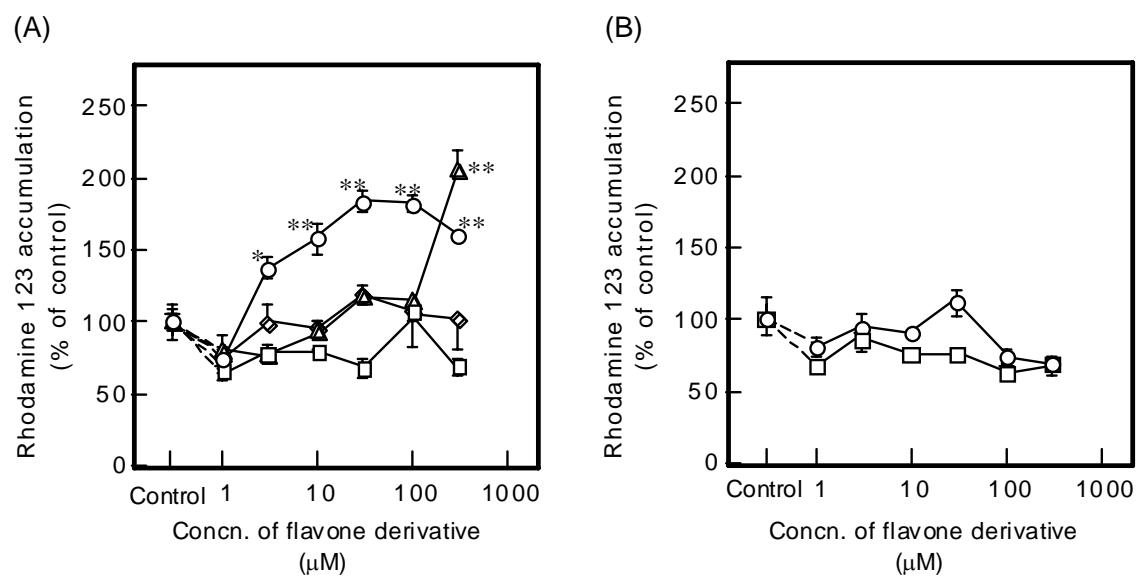 (A)
Rhodamine 123 accumulation
(% of control)
250
200
150
100
50
0
*
**
**
**
**
**
Control 1 10 100 1000
Concn. of flavone derivative
(μM)
(B)
Rhodamine 123 accumulation
(% of control)
250
200
150
100
50
0
Control 1 10 100 1000
Concn. of flavone derivative
(μM)